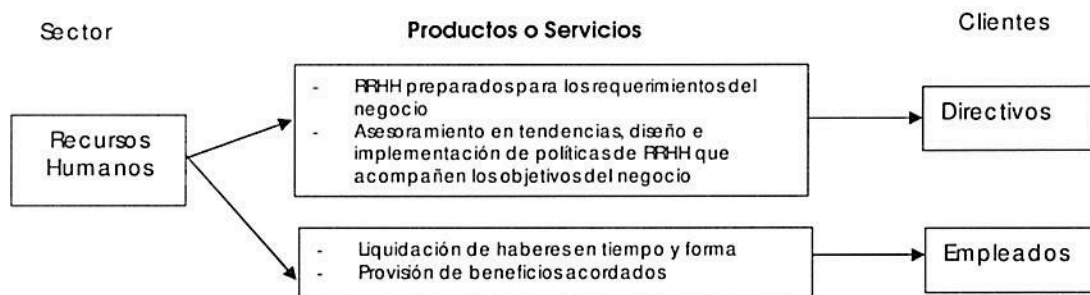 Sector
Productos o Servicios
Clientes
Recursos
Humanos
- RRHH preparados para los requerimientos del
negocio
- Asesoramiento en tendencias, diseño e
implementación de políticas de RRHH que
acompañen los objetivos del negocio
Directivos
- Liquidación de haberes en tiempo y forma
- Provisión de beneficios acordados
Empleados